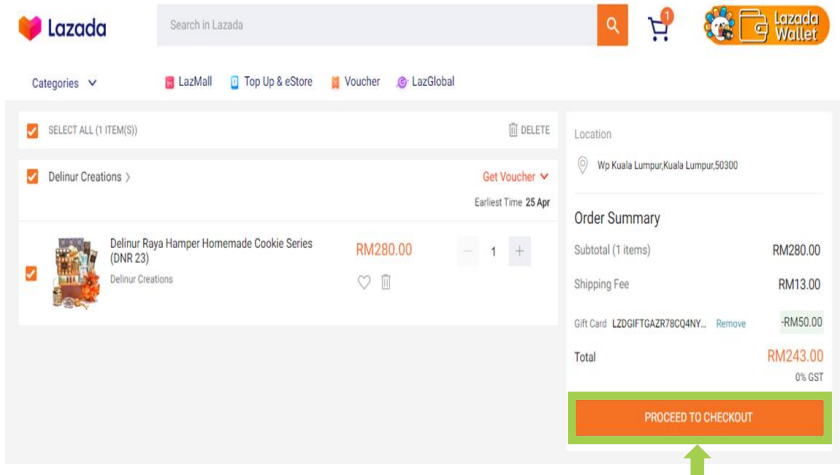 Lazada
Search in Lazada
1
Lazada
Wallet
Categories
LazMall
Top Up & eStore
Voucher
LazGlobal
SELECT ALL (1 ITEM(S))
DELETE
Delinur Creations
Get Voucher
Earliest Time 25 Apr
Delinur Raya Hamper Homemade Cookie Series
(DNR 23)
Delinur Creations
RM280.00
1
Location
Wp Kuala Lumpur,Kuala Lumpur,50300
Order Summary
Subtotal (1 items) RM280.00
Shipping Fee RM13.00
Gift Card LZDGIFTGAZR78CQ4NY... Remove -RM50.00
Total RM243.00
0% GST
PROCEED TO CHECKOUT